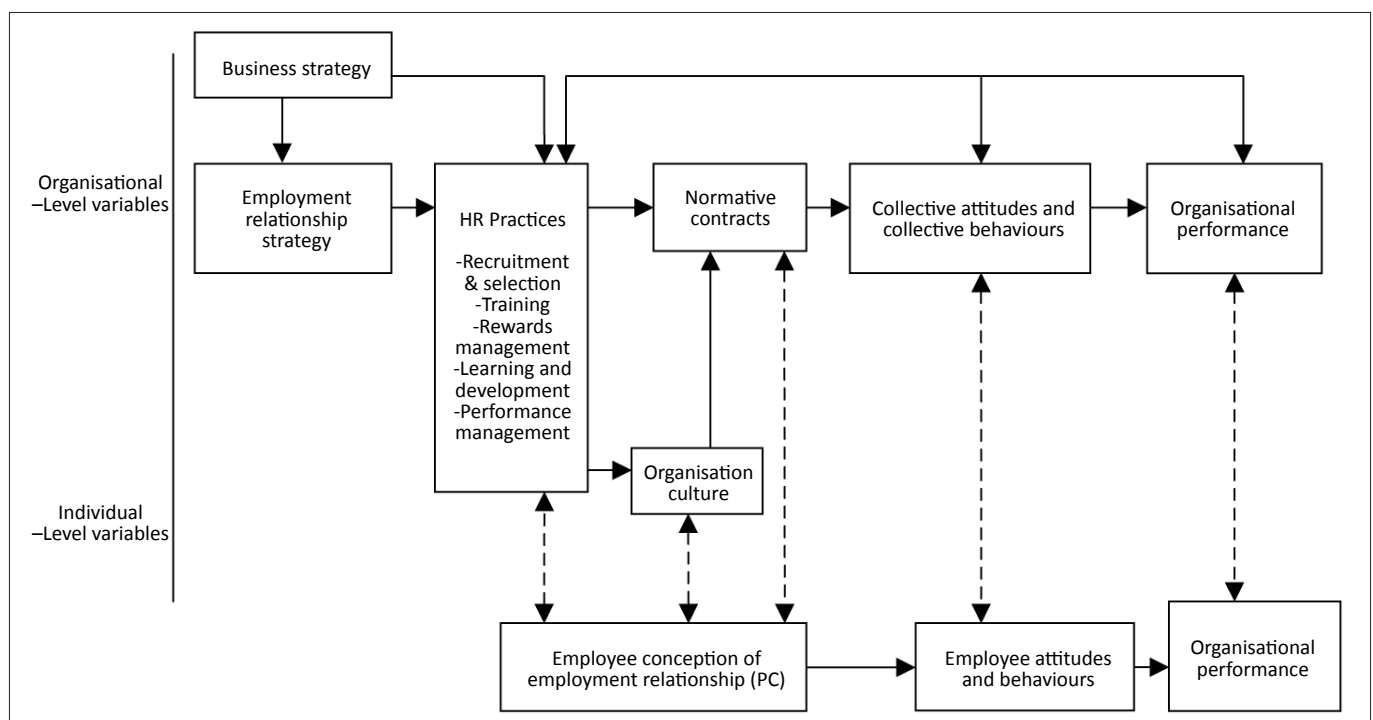 Business strategy
Organisational
–Level variables
Employment
relationship
strategy
HR Practices
-Recruitment
& selection
-Training
-Rewards
management
-Learning and
development
-Performance
management
Normative
contracts
Collective attitudes and
collective behaviours
Organisational
performance
Organisation
culture
Individual
–Level variables
Employee conception of
employment relationship (PC)
Employee attitudes
and behaviours
Organisational
performance